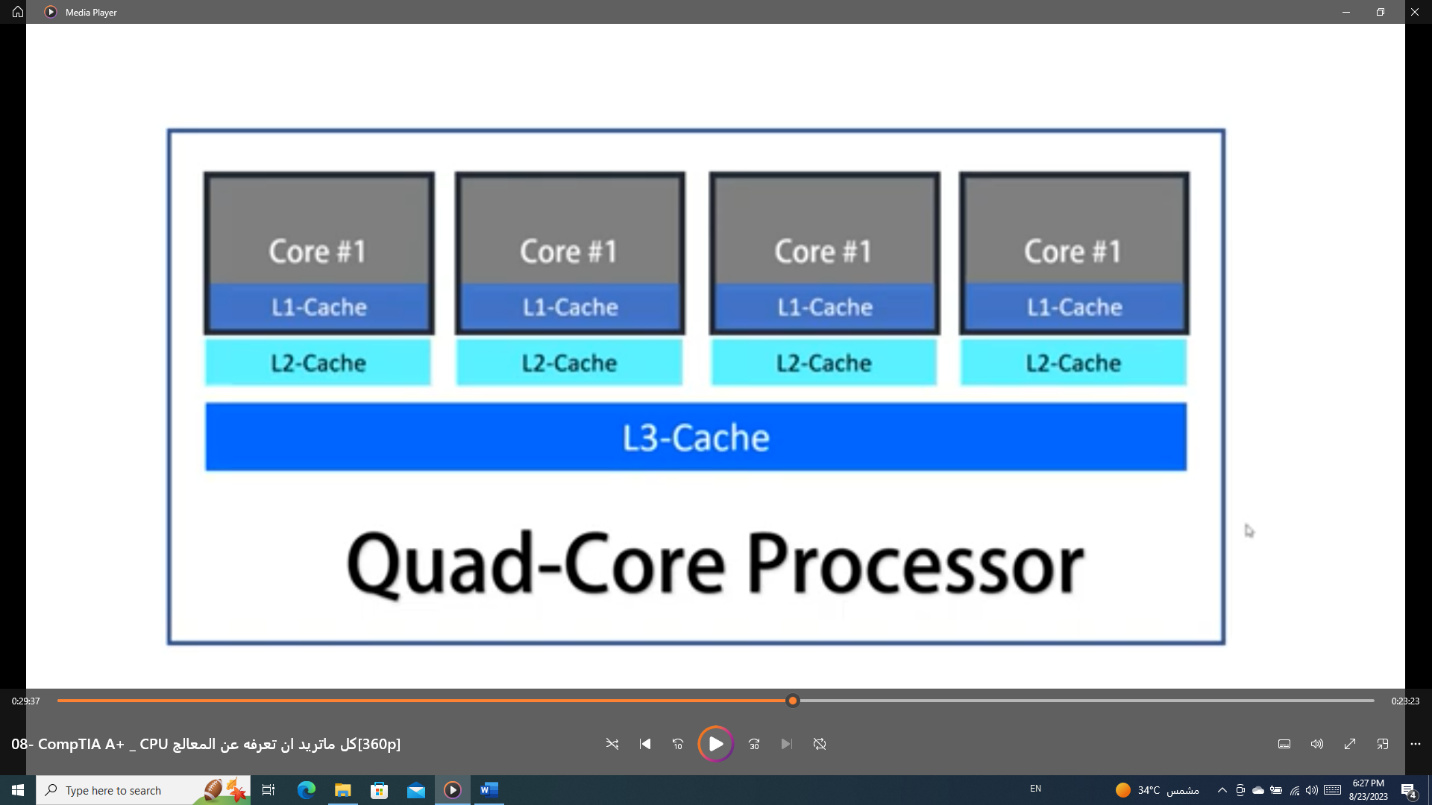 Media Player
Core #1 Core #1 Core #1 Core #1
L1-Cache L1-Cache L1-Cache L1-Cache
L2-Cache L2-Cache L2-Cache L2-Cache
L3-Cache
Quad-Core Processor
0:29:37 0:23:23
08- CompTIA A+ _ CPU كل ماتريد ان تعرفه عن المعالج[360p]
10 30
Type here to search
EN
34°C مشمس
6:27 PM
8/23/2023
4